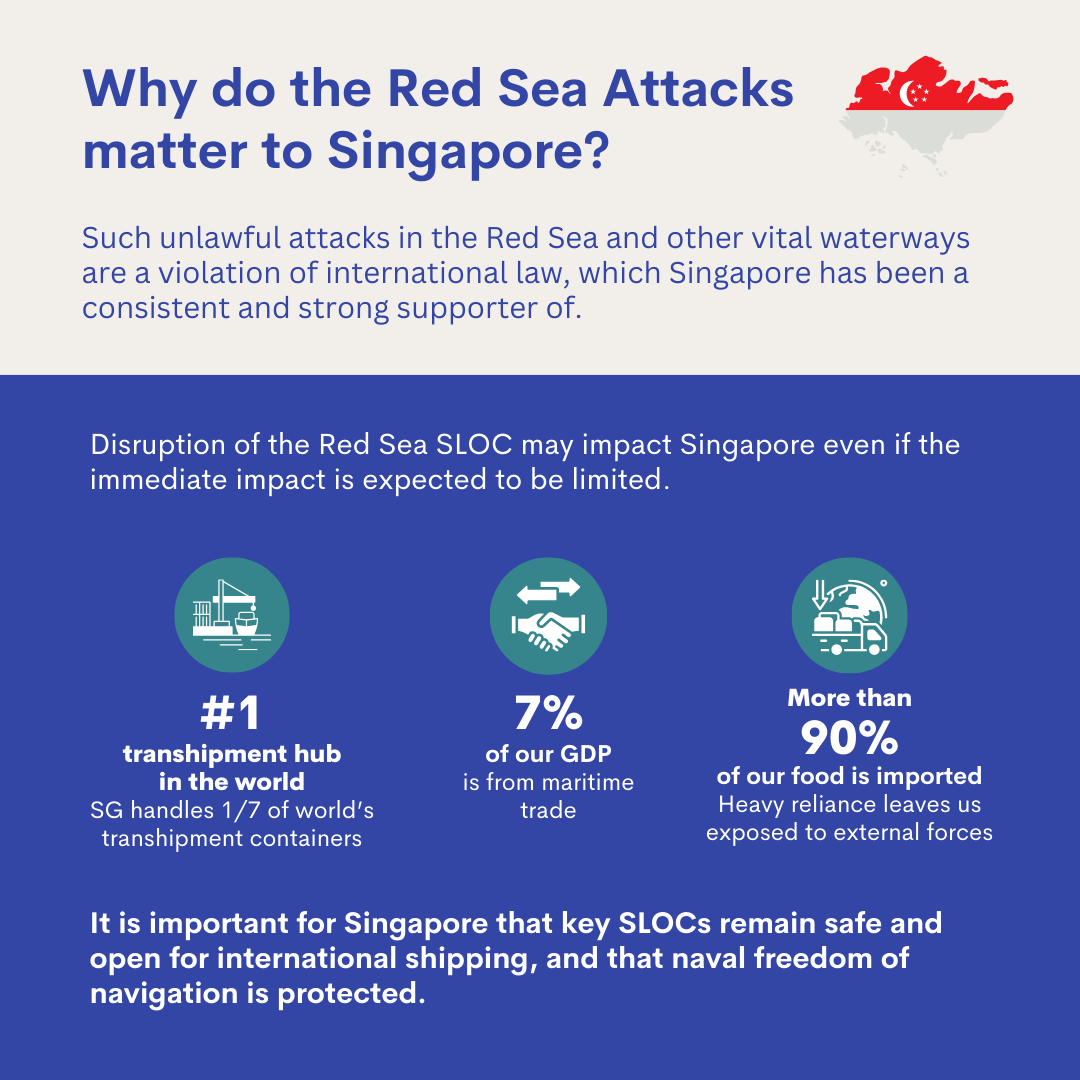 Why do the Red Sea Attacks
matter to Singapore?
Such unlawful attacks in the Red Sea and other vital waterways
are a violation of international law, which Singapore has been a
consistent and strong supporter of.
Disruption of the Red Sea SLOC may impact Singapore even if the
immediate impact is expected to be limited.
#1
transhipment hub
in the world
SG handles 1/7 of world’s
transhipment containers
7%
of our GDP
is from maritime
trade
More than
90%
of our food is imported
Heavy reliance leaves us
exposed to external forces
It is important for Singapore that key SLOCs remain safe and
open for international shipping, and that naval freedom of
navigation is protected.